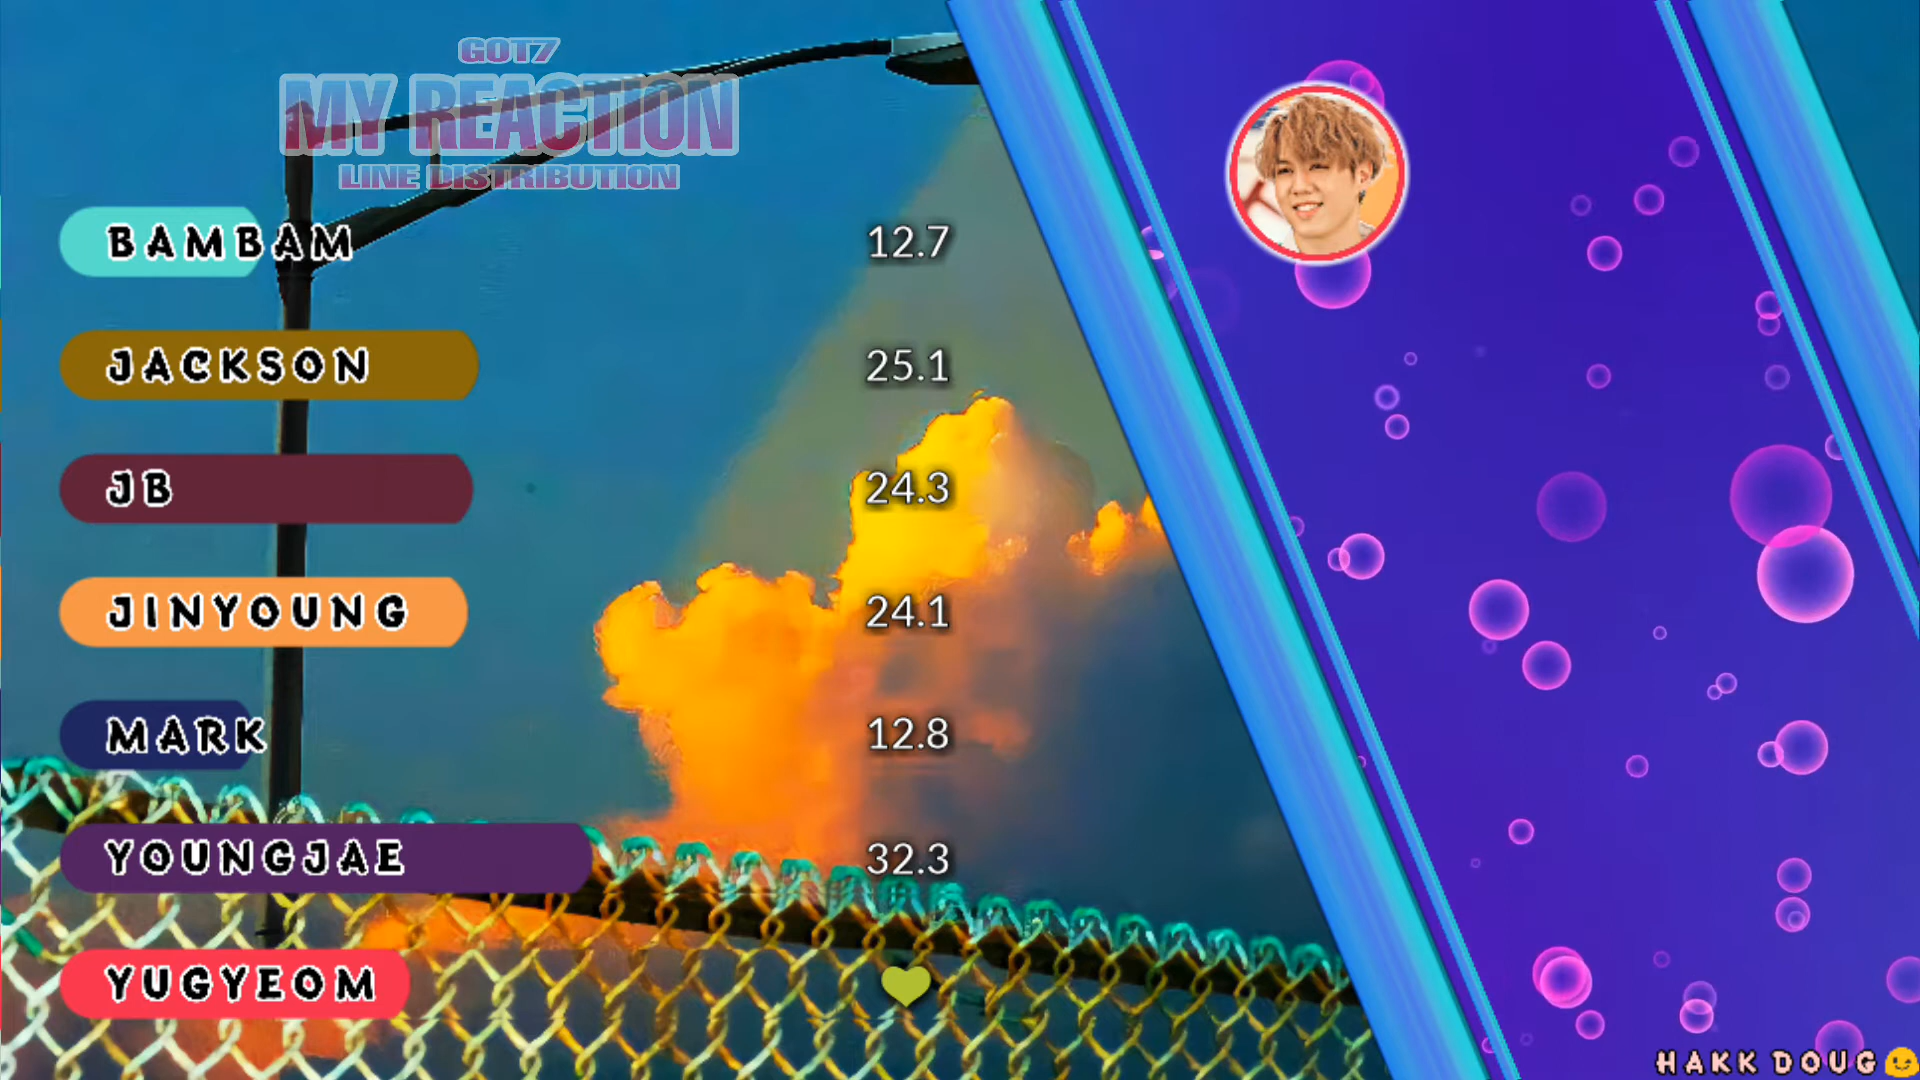 GOT7
MY REACTION
LINE DISTRIBUTION
BAMBAM 12.7
JACKSON 25.1
JB 24.3
JINYOUNG 24.1
MARK 12.8
YOUNGJAE 32.3
YUGYEOM
HAKK DOUG